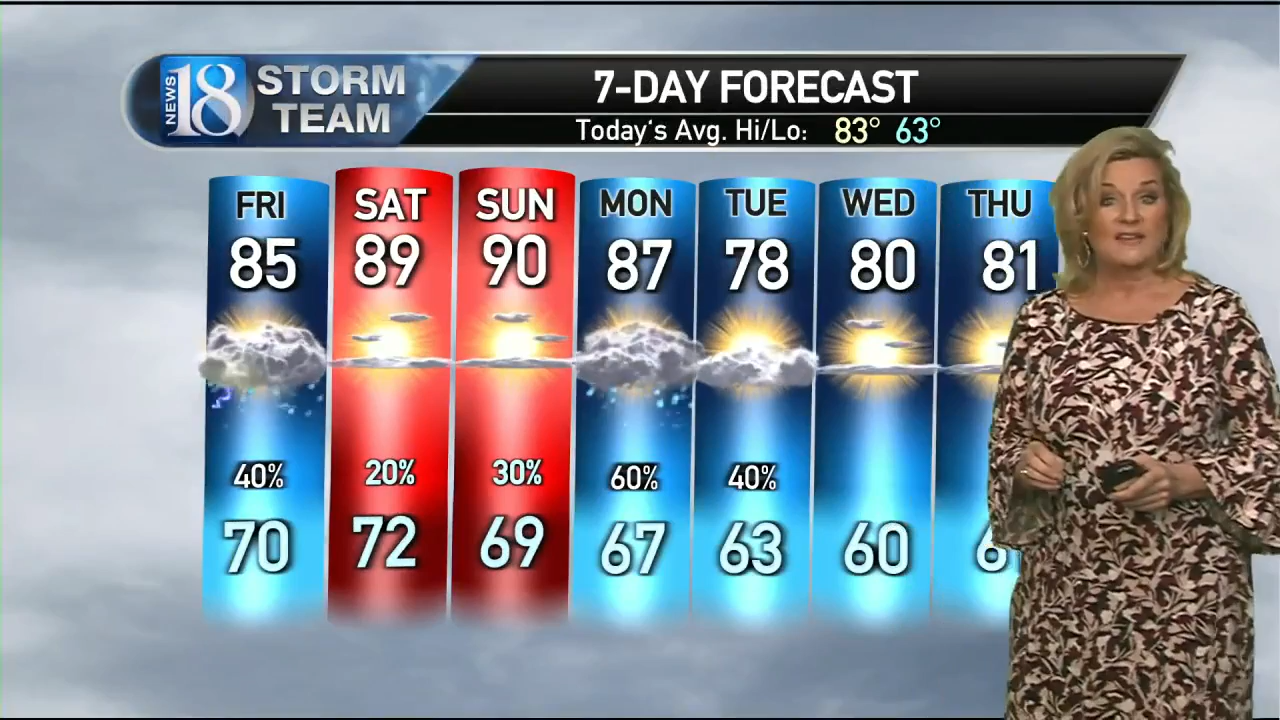 NEWS 18 STORM TEAM
7-DAY FORECAST
Today's Avg. Hi/Lo: 83° 63°
FRI SAT SUN MON TUE WED THU
85 89 90 87 78 80 81
40% 20% 30% 60% 40%
70 72 69 67 63 60